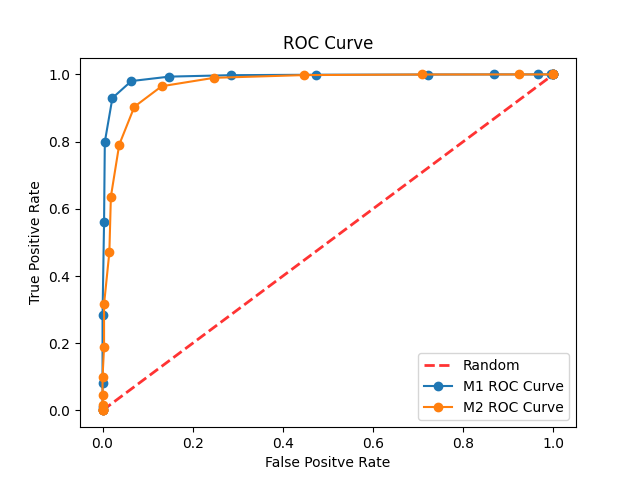 ROC Curve
True Positive Rate
1.0
0.8
0.6
0.4
0.2
0.0
0.0 0.2 0.4 0.6 0.8 1.0
False Positve Rate
Random
M1 ROC Curve
M2 ROC Curve